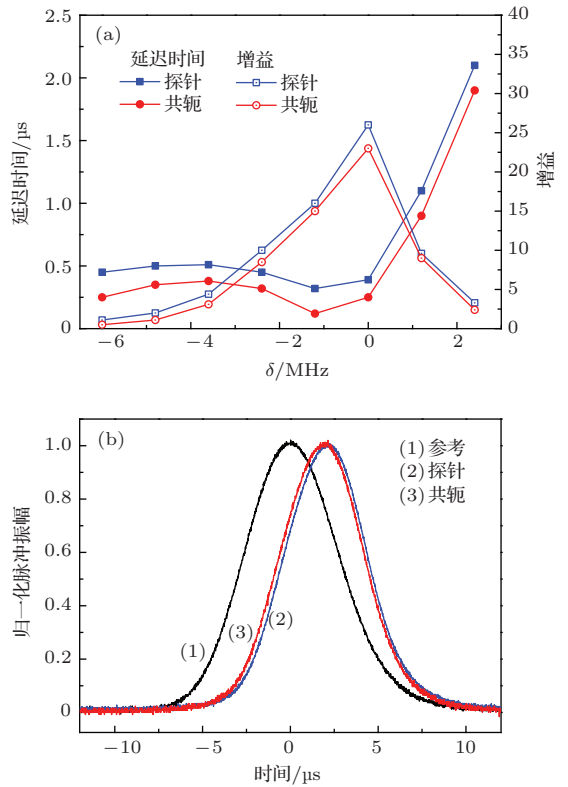 (a)
延迟时间 增益
探针 探针
共轭 共轭
2.5
2.0
1.5
1.0
0.5
0
延迟时间/μs
40
35
30
25
20
15
10
5
0
增益
−6 −4 −2 0 2
δ/MHz
(b)
(1) 参考
(2) 探针
(3) 共轭
1.0
0.8
0.6
0.4
0.2
0
归一化脉冲振幅
(1) (3) (2)
−10 −5 0 5 10
时间/μs